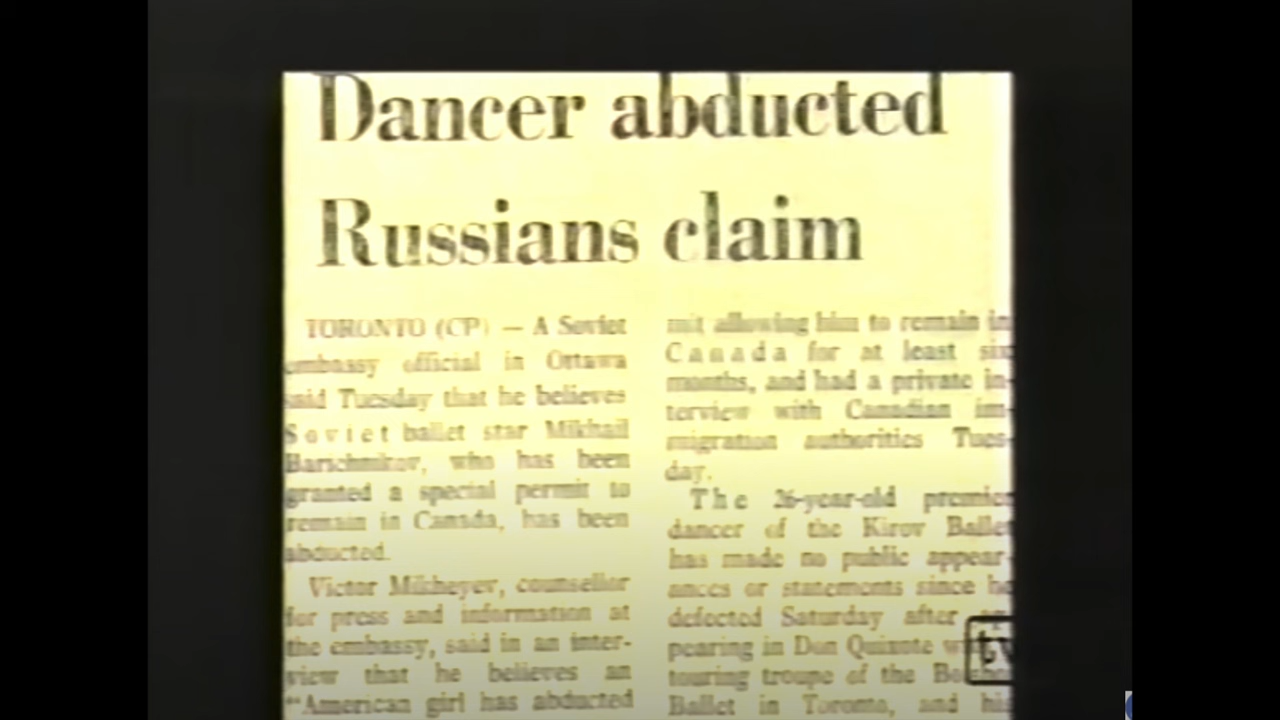 Dancer abducted
Russians claim
TORONTO (CP) — A Soviet
embassy official in Ottawa
said Tuesday that he believes
Soviet ballet star Mikhail
Barichnikov, who has been
granted a special permit to
remain in Canada, has been
abducted.
Victor Mikheyer, counsellor
for press and information at
the embassy, said in an inter-
view that he believes an
"American girl has abducted
mit allowing him to remain in
Canada for at least six
months, and had a private in-
terview with Canadian im-
migration authorities Tues-
day.
The 26-year-old premier
dancer of the Kirov Ballet
has made no public appear-
ances or statements since he
defected Saturday after
pearing in Don Quixote
touring troupe of the
Ballet in Toronto, and his
tv